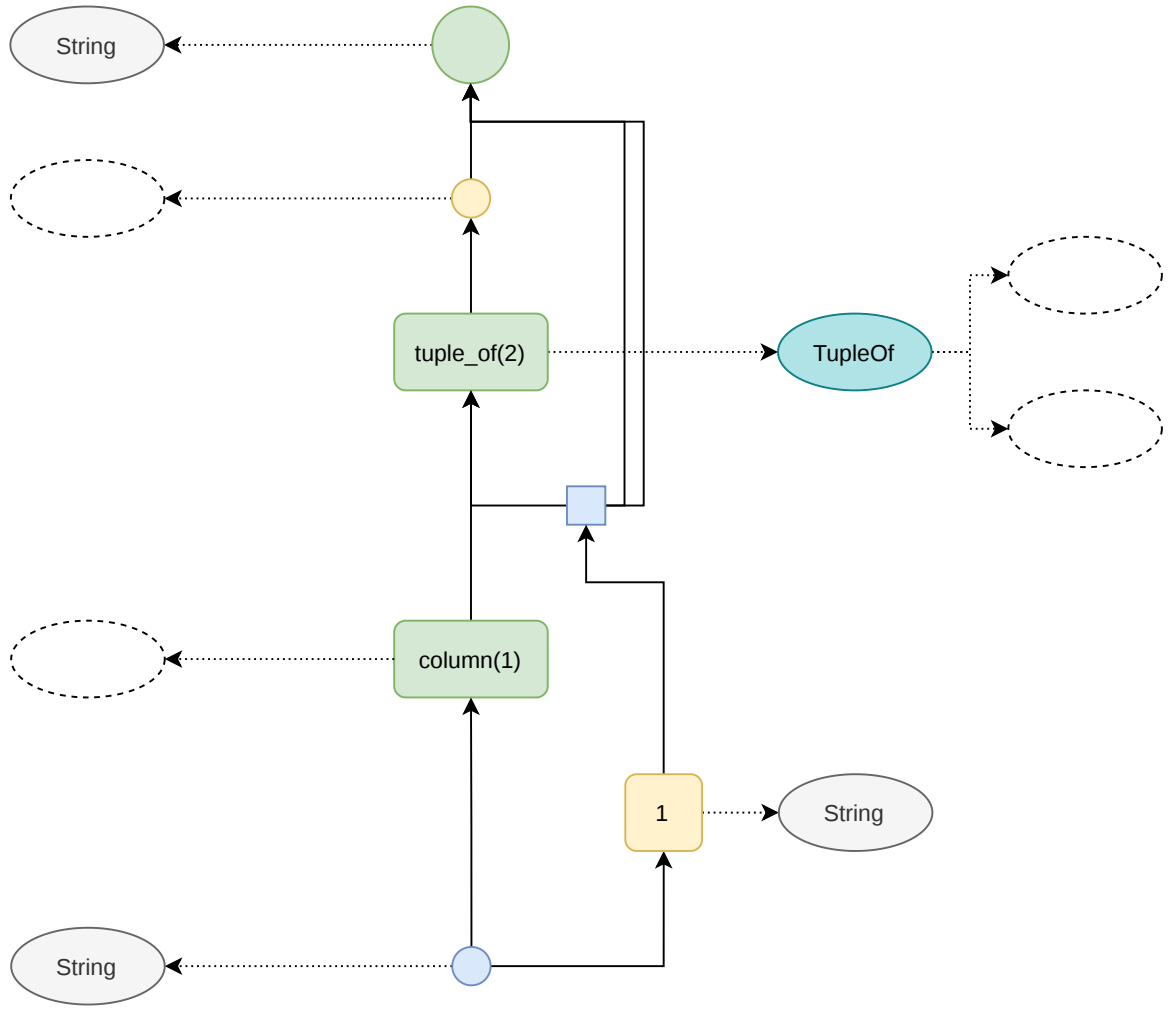 String
tuple_of(2)
TupleOf
column(1)
1
String
String